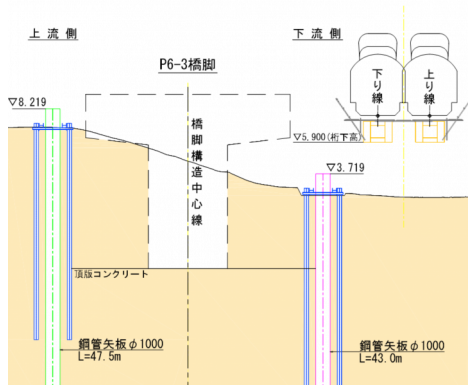 上流側
下流側
P6-3橋脚
下り線
上り線
▽8.219
橋脚構造中心線
▽5.900(桁下高)
▽3.719
頂版コンクリート
鋼管矢板φ1000
L=47.5m
鋼管矢板φ1000
L=43.0m